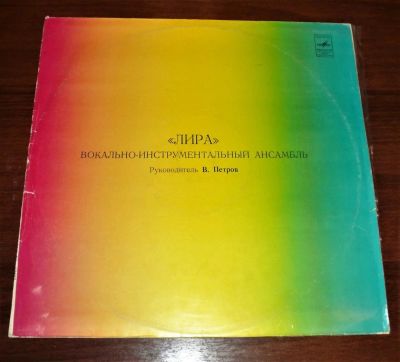 «ЛИРА»
ВОКАЛЬНО-ИНСТРУМЕНТАЛЬНЫЙ АНСАМБЛЬ
Руководитель В. Петров